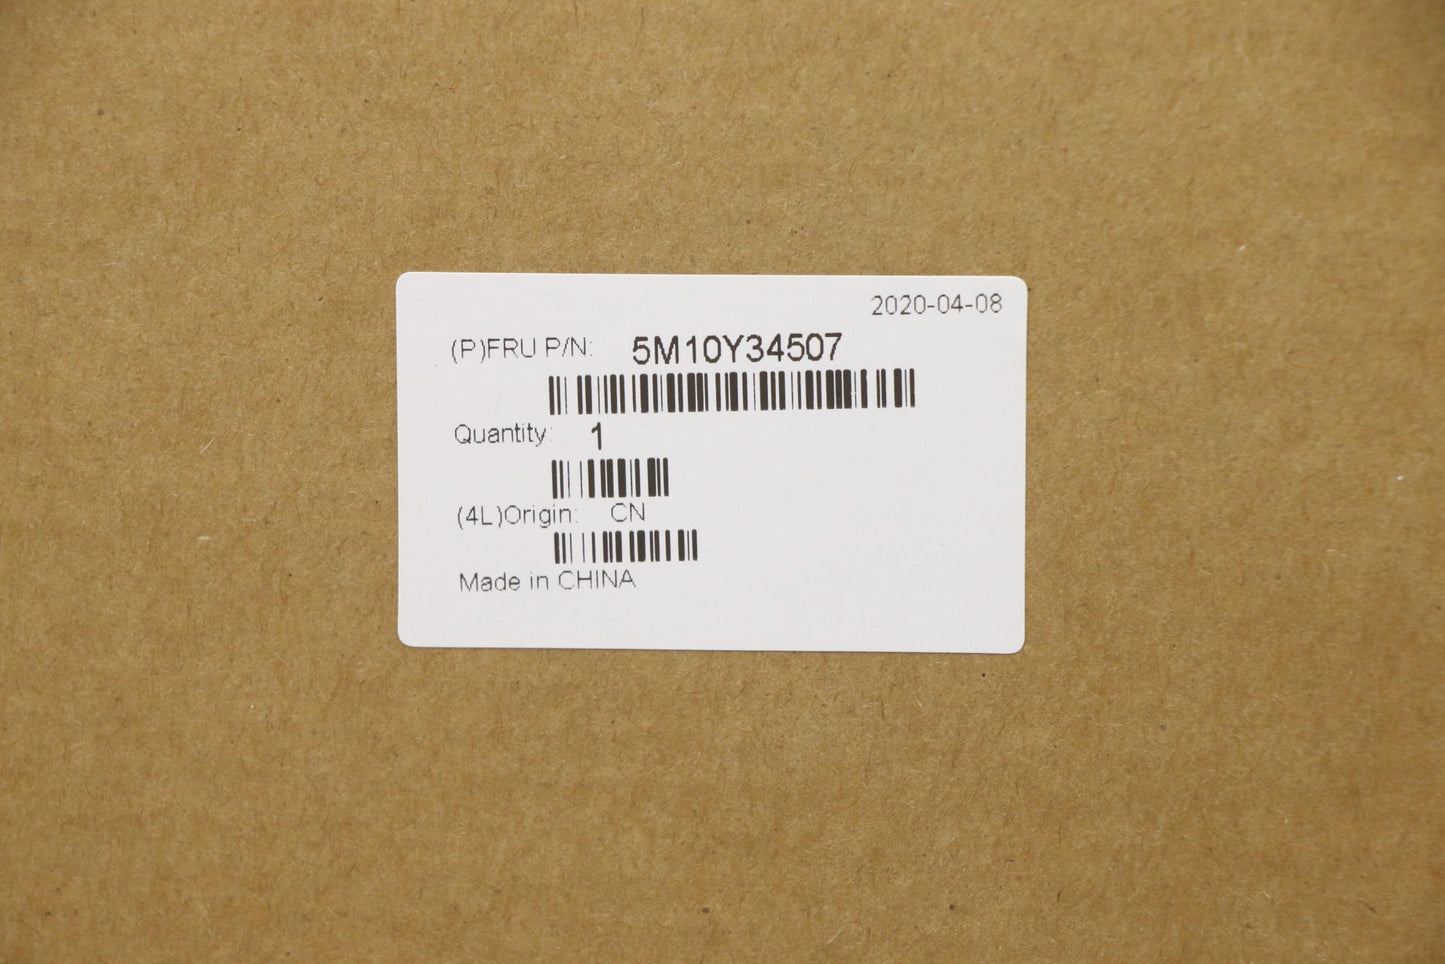 2020-04-08
(P)FRU P/N: 5M10Y34507
Quantity: 1
(4L)Origin: CN
Made in CHINA